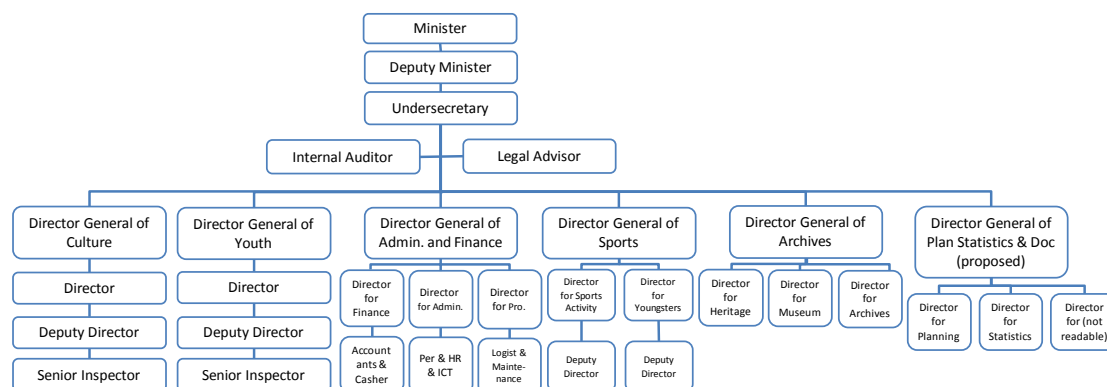 Minister
Deputy Minister
Undersecretary
Internal Auditor
Legal Advisor
Director General of
Culture
Director General of
Youth
Director General of
Admin. and Finance
Director General of
Sports
Director General of
Archives
Director General of
Plan Statistics & Doc
(proposed)
Director
Deputy Director
Senior Inspector
Director
Deputy Director
Senior Inspector
Director
for
Finance
Director
for Admin.
Director
for Pro.
Account
ants &
Casher
Per & HR
& ICT
Logist &
Mainte-
nance
Director
for Sports
Activity
Director
for
Youngsters
Deputy
Director
Deputy
Director
Director
for
Heritage
Director
for
Museum
Director
for
Archives
Director
for
Planning
Director
for
Statistics
Director
for (not
readable)